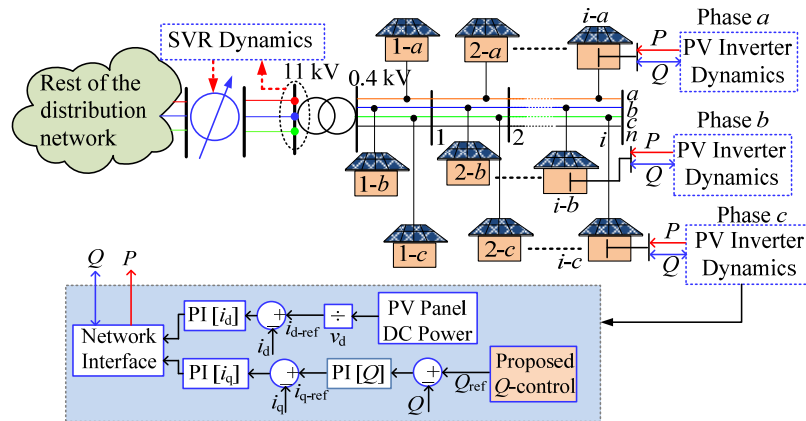 SVR Dynamics
Rest of the
distribution
network
11 kV
0.4 kV
1-a
2-a
i-a
Phase a
P
Q
PV Inverter
Dynamics
a
b
c
n
1
2
i
1-b
2-b
i-b
Phase b
P
Q
PV Inverter
Dynamics
1-c
2-c
i-c
Phase c
P
Q
PV Inverter
Dynamics
Q
P
Network
Interface
PI [id]
id
id-ref
÷
vd
PV Panel
DC Power
PI [iq]
iq
iq-ref
PI [Q]
Q
Qref
Proposed
Q-control